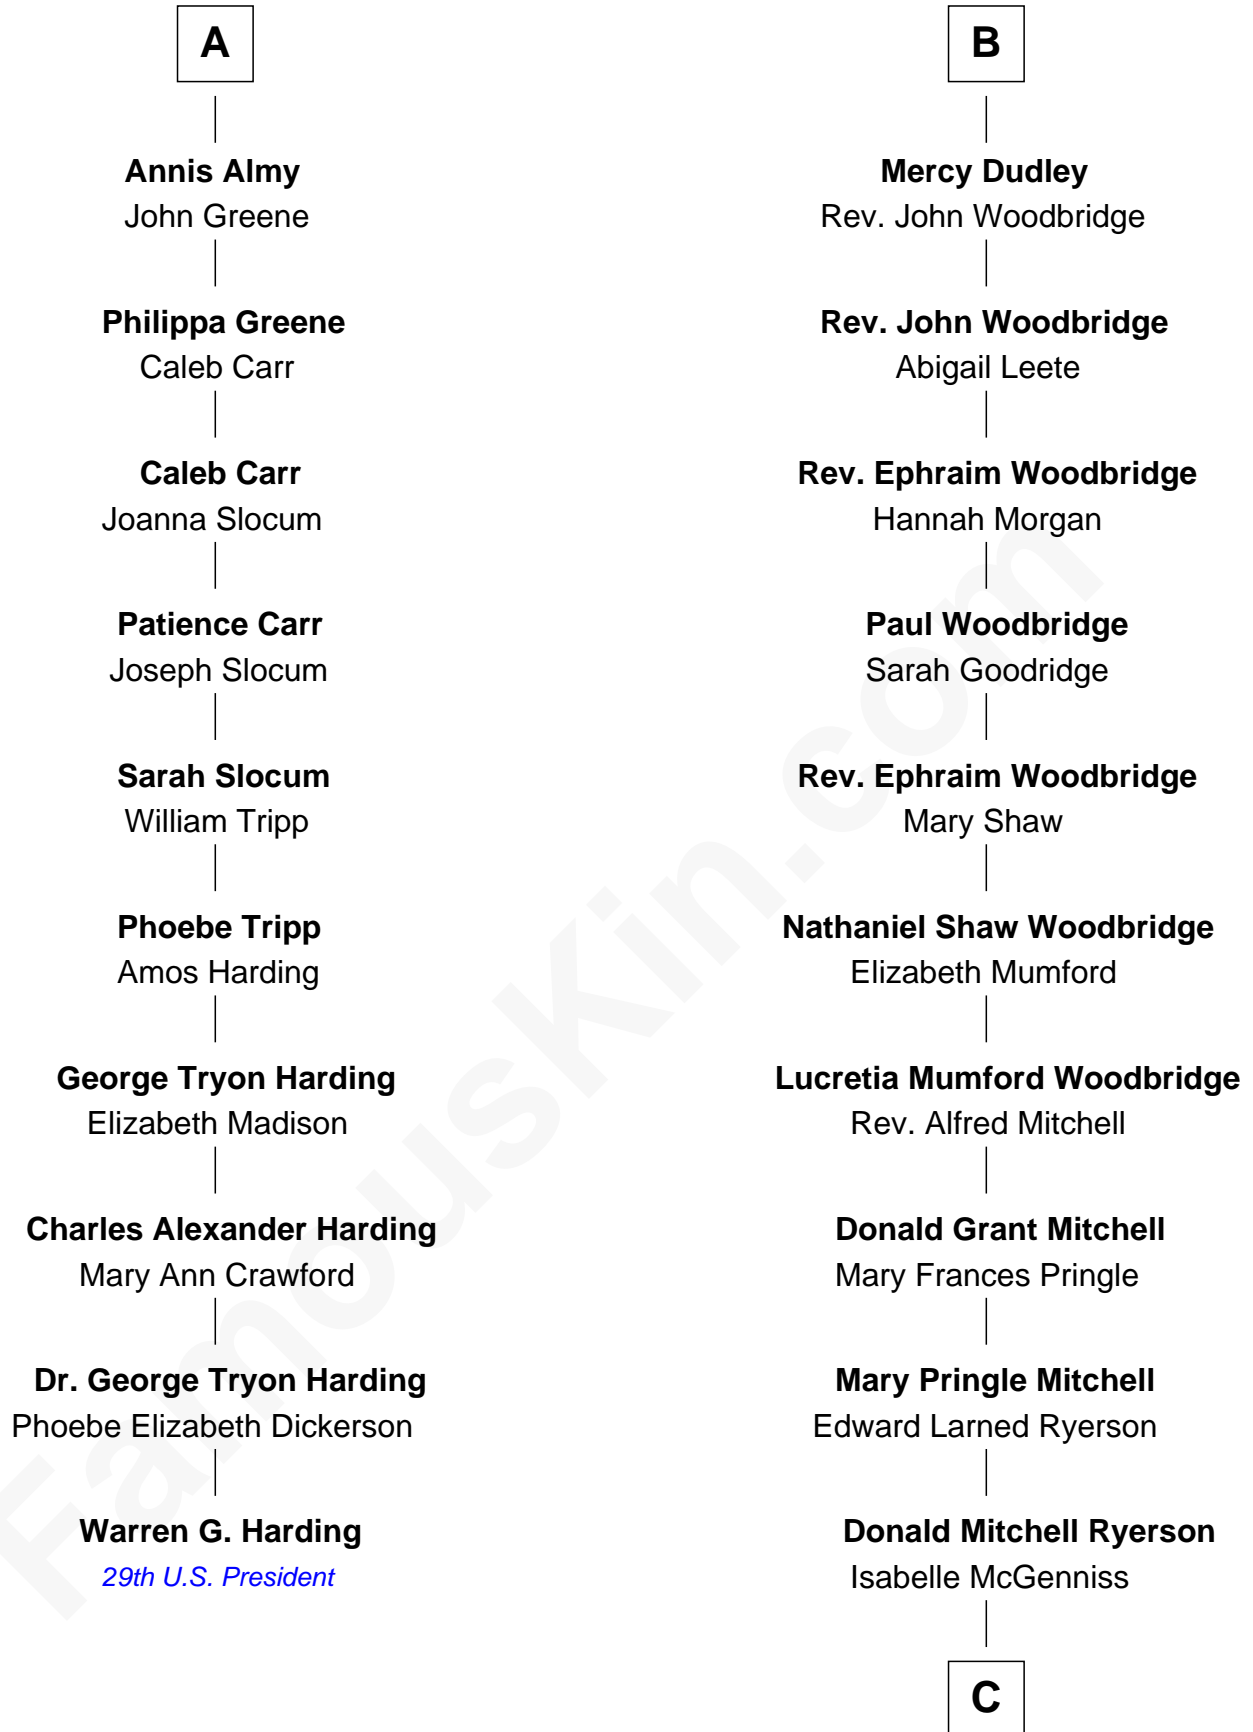 A
Annis Almy
John Greene
Philippa Greene
Caleb Carr
Caleb Carr
Joanna Slocum
Patience Carr
Joseph Slocum
Sarah Slocum
William Tripp
Phoebe Tripp
Amos Harding
George Tryon Harding
Elizabeth Madison
Charles Alexander Harding
Mary Ann Crawford
Dr. George Tryon Harding
Phoebe Elizabeth Dickerson
Warren G. Harding
29th U.S. President
B
Mercy Dudley
Rev. John Woodbridge
Rev. John Woodbridge
Abigail Leete
Rev. Ephraim Woodbridge
Hannah Morgan
Paul Woodbridge
Sarah Goodridge
Rev. Ephraim Woodbridge
Mary Shaw
Nathaniel Shaw Woodbridge
Elizabeth Mumford
Lucretia Mumford Woodbridge
Rev. Alfred Mitchell
Donald Grant Mitchell
Mary Frances Pringle
Mary Pringle Mitchell
Edward Larned Ryerson
Donald Mitchell Ryerson
Isabelle McGenniss
C
FamousKin.com